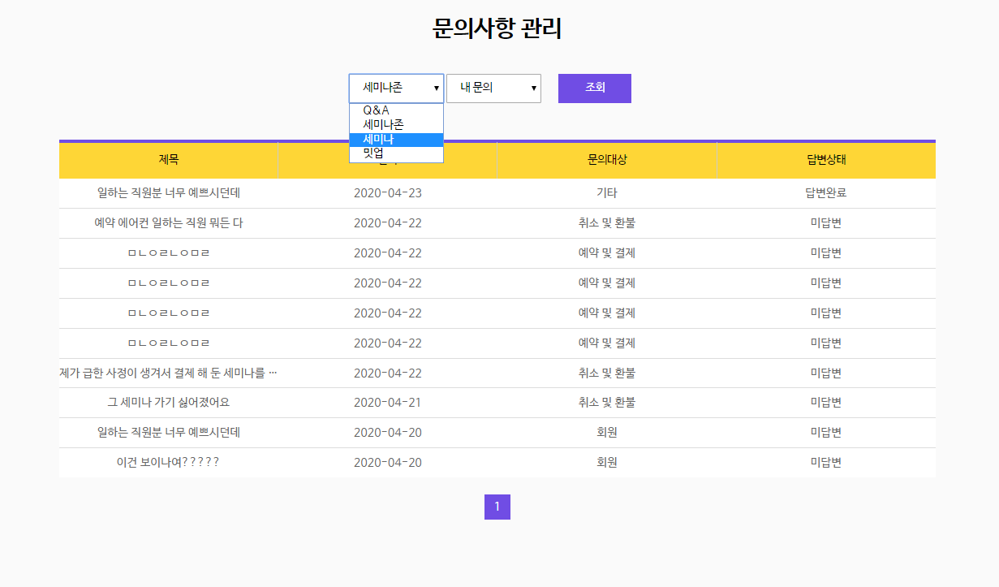 문의사항 관리
세미나존 내 문의 조회
Q&A
세미나존
세미나
밋업
제목 문의대상 답변상태
일하는 직원분 너무 예쁘시던데 2020-04-23 기타 답변완료
예약 에어컨 일하는 직원 뭐든 다 2020-04-22 취소 및 환불 미답변
ㅁㄴㅇㄹㄴㅇㅁㄹ 2020-04-22 예약 및 결제 미답변
ㅁㄴㅇㄹㄴㅇㅁㄹ 2020-04-22 예약 및 결제 미답변
ㅁㄴㅇㄹㄴㅇㅁㄹ 2020-04-22 예약 및 결제 미답변
ㅁㄴㅇㄹㄴㅇㅁㄹ 2020-04-22 예약 및 결제 미답변
제가 급한 사정이 생겨서 결제 해 둔 세미나를 … 2020-04-22 취소 및 환불 미답변
그 세미나 가기 싫어졌어요 2020-04-21 취소 및 환불 미답변
일하는 직원분 너무 예쁘시던데 2020-04-20 회원 미답변
이건 보이나여????? 2020-04-20 회원 미답변
1